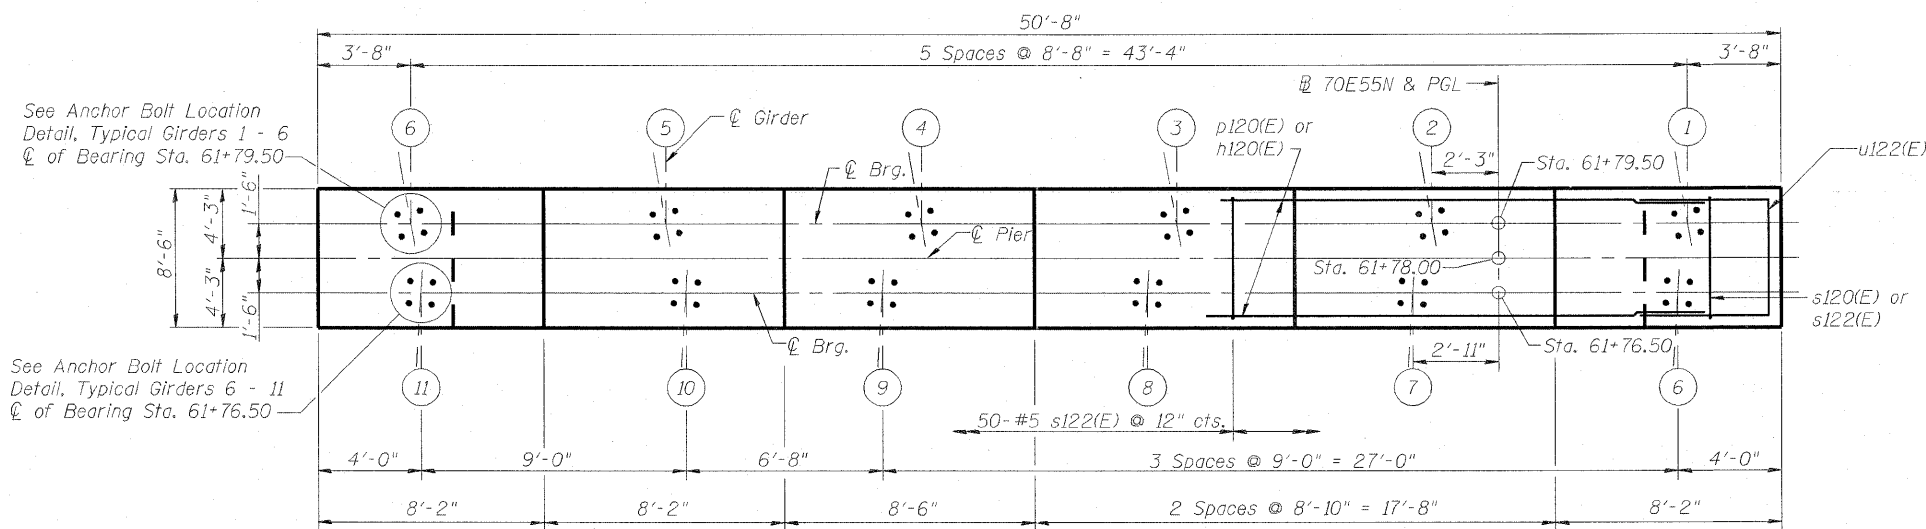 50'-8"
3'-8"
5 Spaces @ 8'-8" = 43'-4"
3'-8"
℄ 70E55N & PGL
See Anchor Bolt Location
Detail, Typical Girders 1 - 6
℄ of Bearing Sta. 61+79.50
6
5
℄ Girder
4
3
p120(E) or
h120(E)
2
1
2'-3"
Sta. 61+79.50
u122(E)
℄ Brg.
1'-6"
4'-3"
8'-6"
℄ Pier
Sta. 61+78.00
4'-3"
1'-6"
s120(E) or
s122(E)
℄ Brg.
Sta. 61+76.50
2'-11"
See Anchor Bolt Location
Detail, Typical Girders 6 - 11
℄ of Bearing Sta. 61+76.50
11
10
9
8
7
6
50-#5 s122(E) @ 12" cts.
4'-0"
9'-0"
6'-8"
3 Spaces @ 9'-0" = 27'-0"
4'-0"
8'-2"
8'-2"
8'-6"
2 Spaces @ 8'-10" = 17'-8"
8'-2"